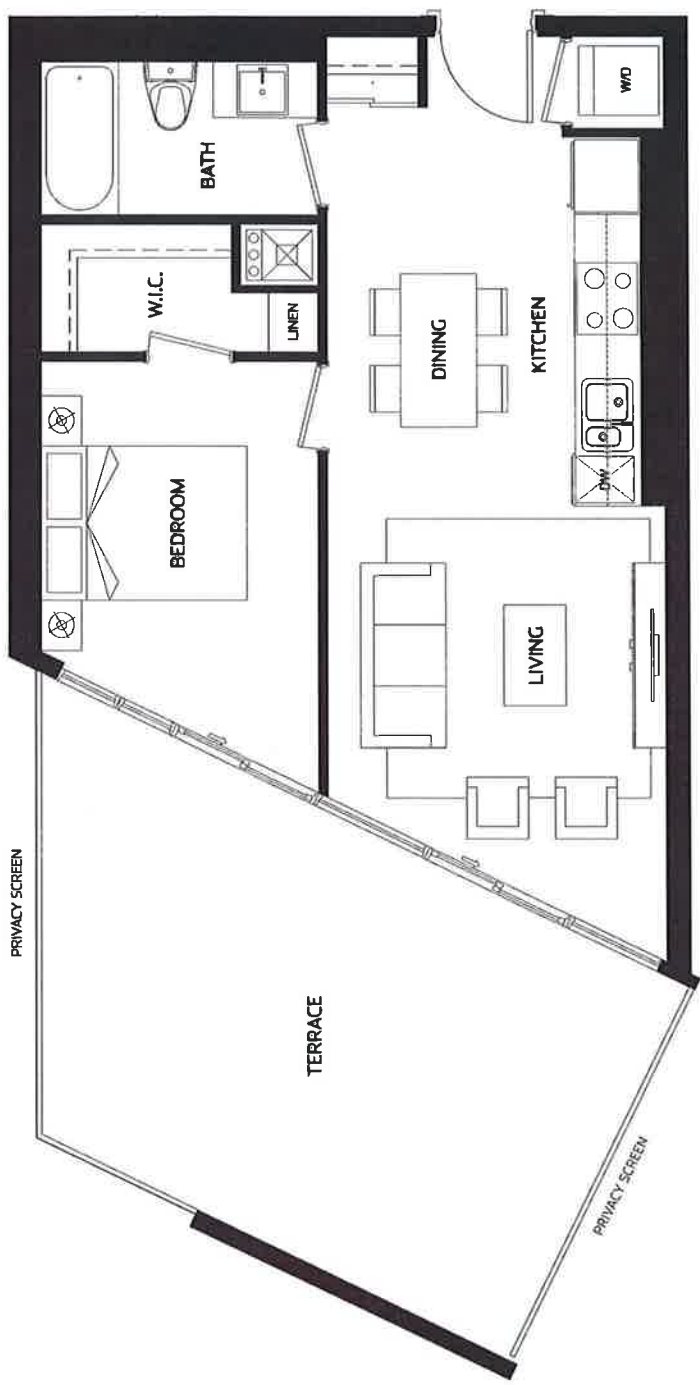 W/D
BATH
W.I.C.
LINEN
DINING
KITCHEN
DW
BEDROOM
LIVING
PRIVACY SCREEN
TERRACE
PRIVACY SCREEN